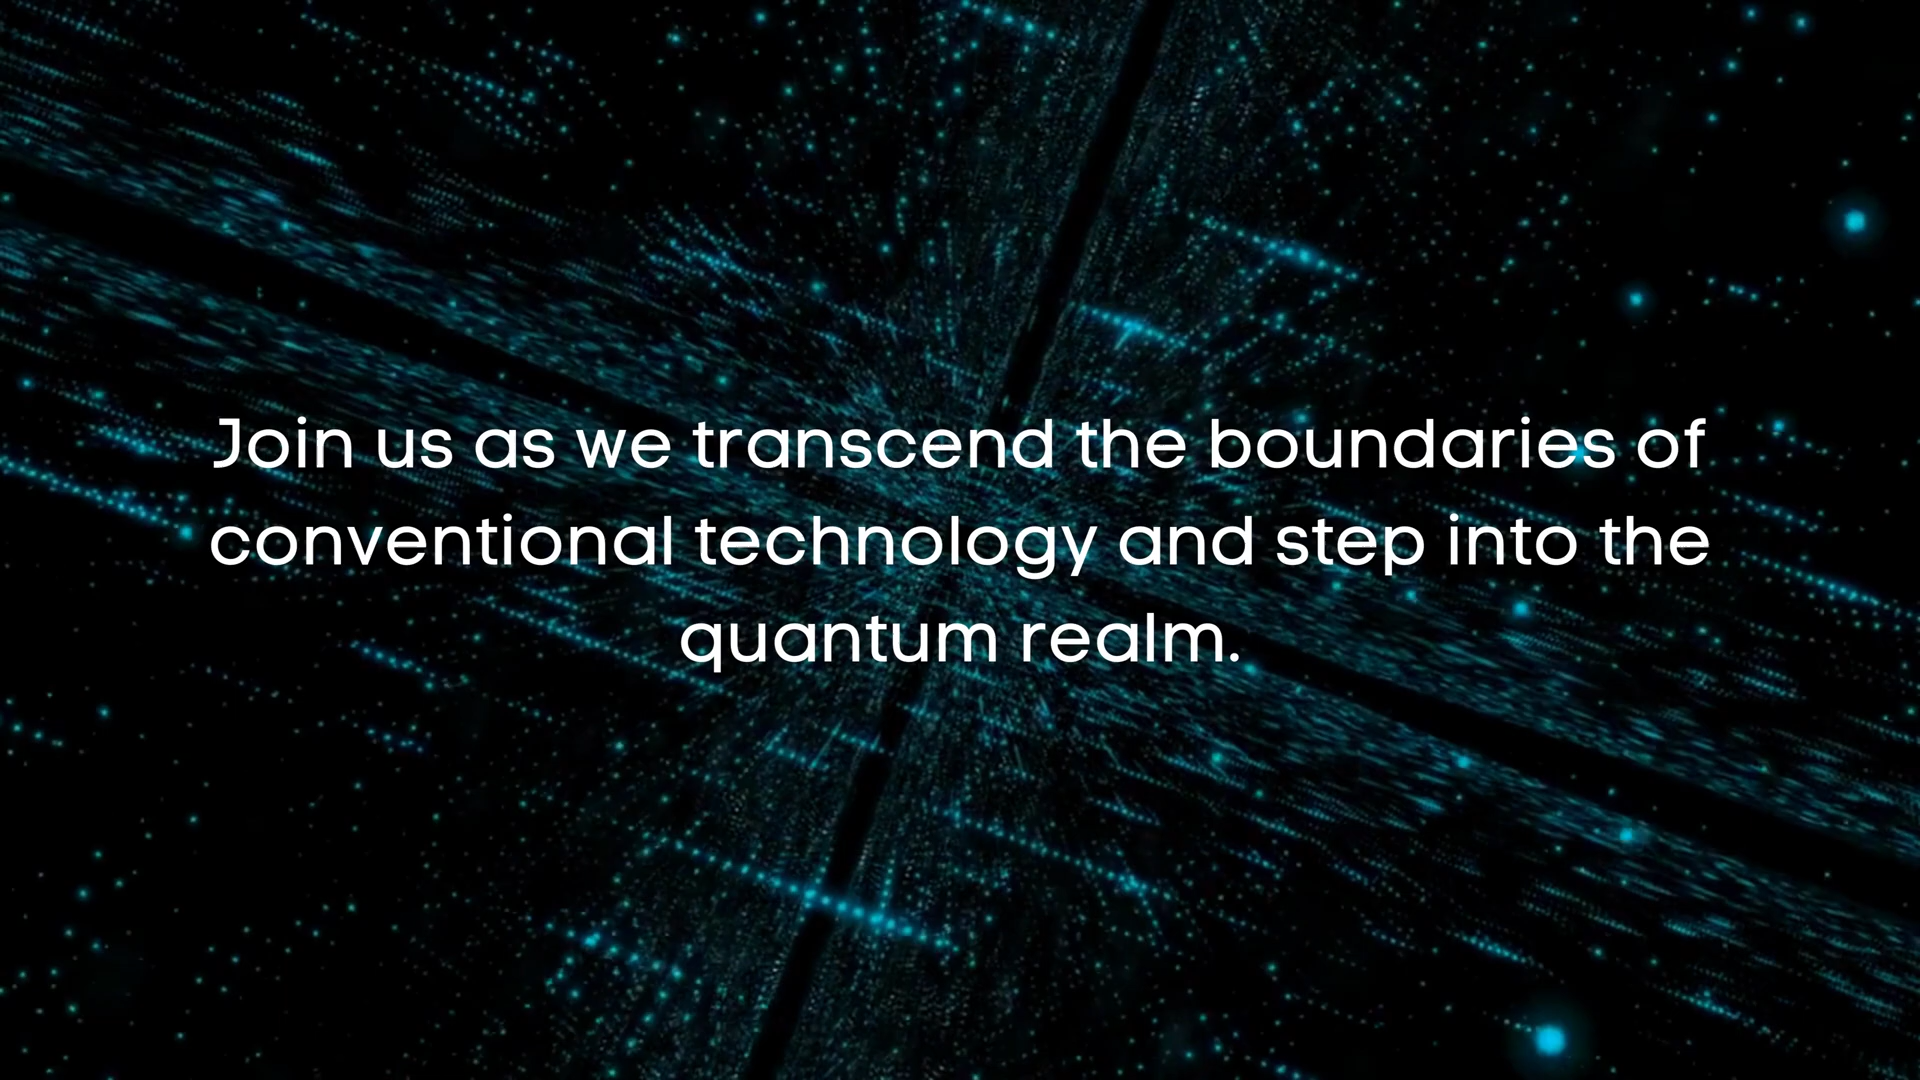 Join us as we transcend the boundaries of
conventional technology and step into the
quantum realm.